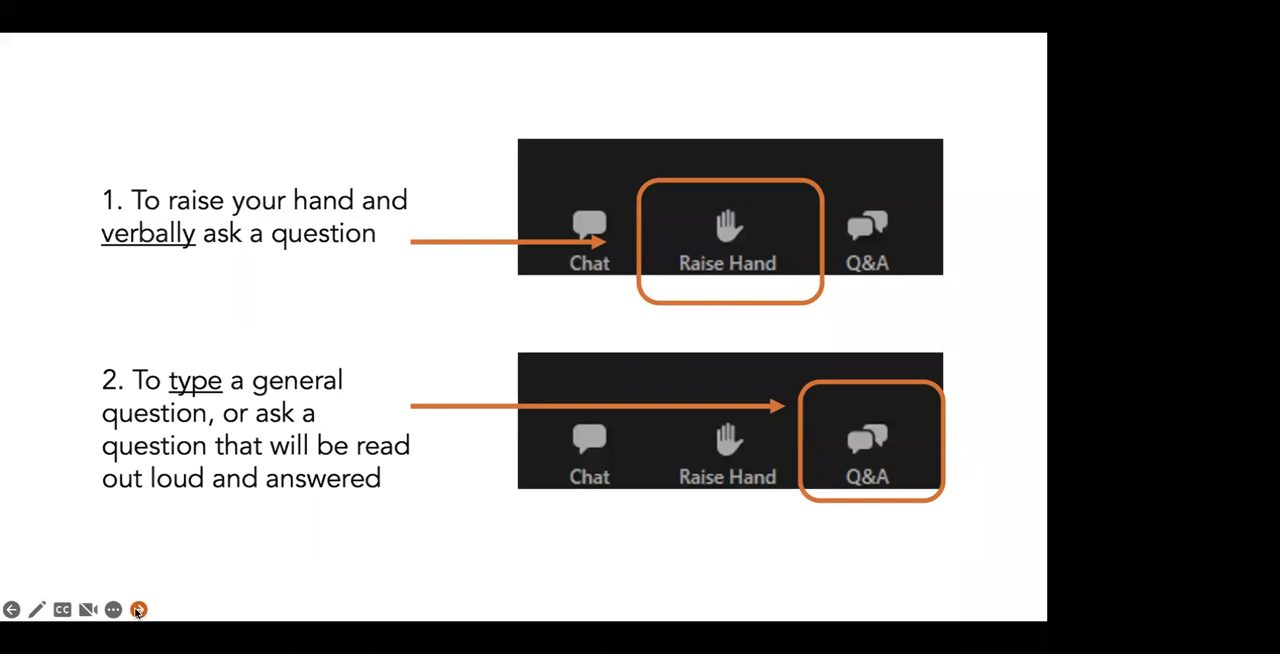 1. To raise your hand and
verbally ask a question
Chat
Raise Hand
Q&A
2. To type a general
question, or ask a
question that will be read
out loud and answered
Chat
Raise Hand
Q&A
CC